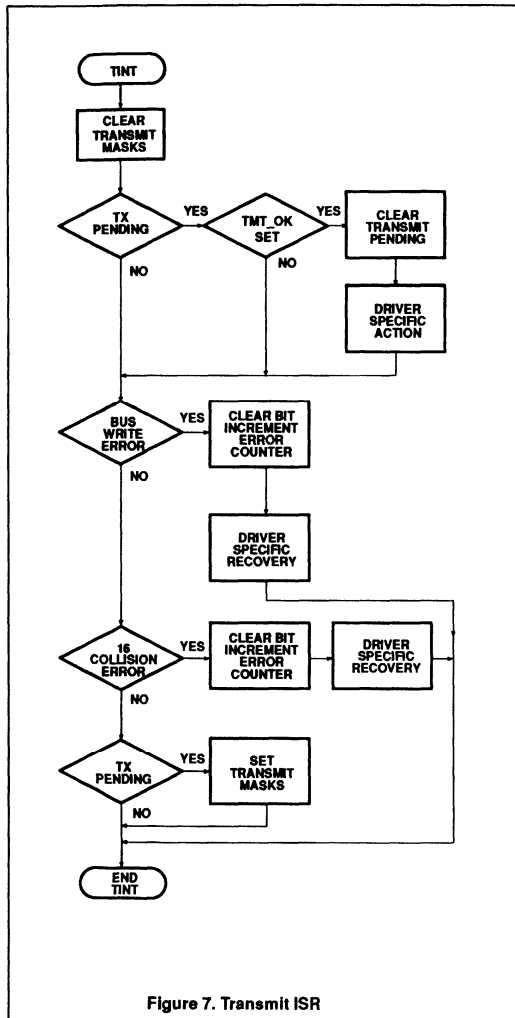 TINT
CLEAR
TRANSMIT
MASKS
TX
PENDING
YES
TMT_OK
SET
YES
CLEAR
TRANSMIT
PENDING
NO
NO
DRIVER
SPECIFIC
ACTION
BUS
WRITE
ERROR
YES
CLEAR BIT
INCREMENT
ERROR
COUNTER
NO
DRIVER
SPECIFIC
RECOVERY
16
COLLISION
ERROR
YES
CLEAR BIT
INCREMENT
ERROR
COUNTER
DRIVER
SPECIFIC
RECOVERY
NO
TX
PENDING
YES
SET
TRANSMIT
MASKS
NO
END
TINT
Figure 7. Transmit ISR